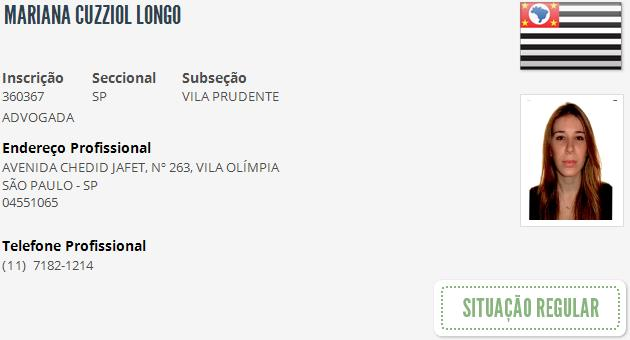 MARIANA CUZZIOL LONGO
Inscrição Seccional Subseção
360367 SP VILA PRUDENTE
ADVOGADA
Endereço Profissional
AVENIDA CHEDID JAFET, Nº 263, VILA OLÍMPIA
SÃO PAULO - SP
04551065
Telefone Profissional
(11) 7182-1214
SITUAÇÃO REGULAR